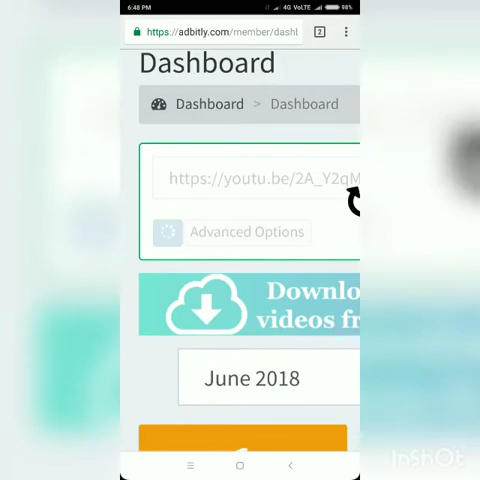 6:48 PM
4G VoLTE 98%
https://adbitly.com/member/dashl
2
Dashboard
Dashboard > Dashboard
https://youtu.be/2A_Y2qM
Advanced Options
Downlo
videos fr
June 2018
InShOt